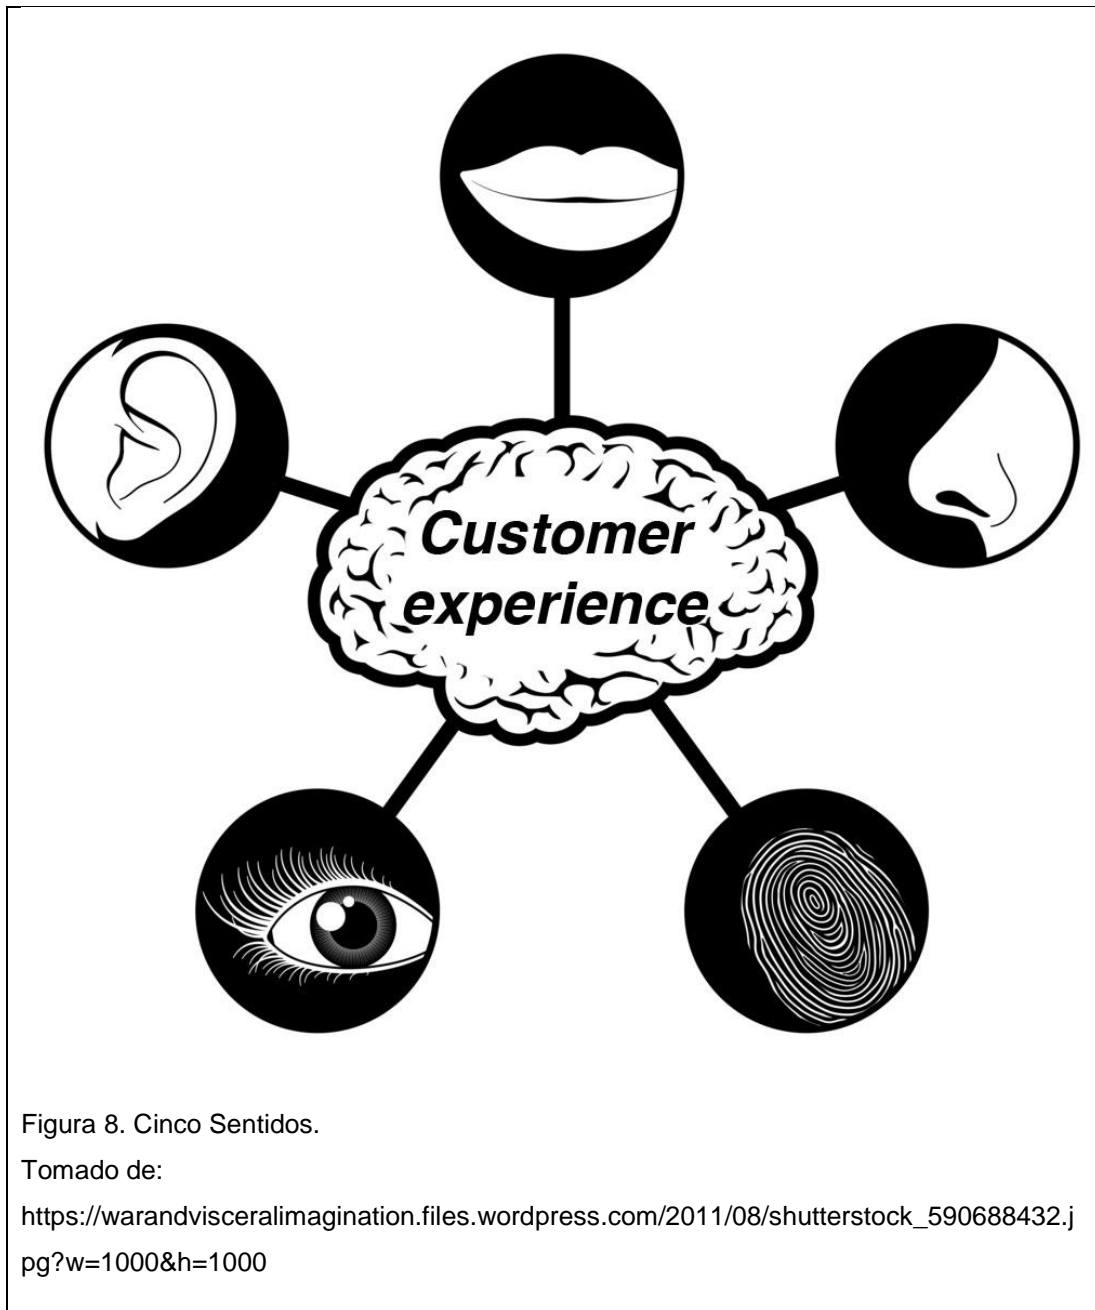 Customer
experience
Figura 8. Cinco Sentidos.
Tomado de:
https://warandvisceralimagination.files.wordpress.com/2011/08/shutterstock_590688432.j
pg?w=1000&h=1000